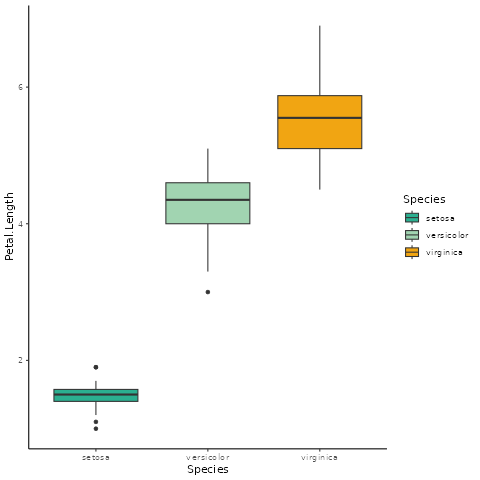 6
4
2
Petal.Length
setosa
versicolor
virginica
Species
Species
setosa
versicolor
virginica